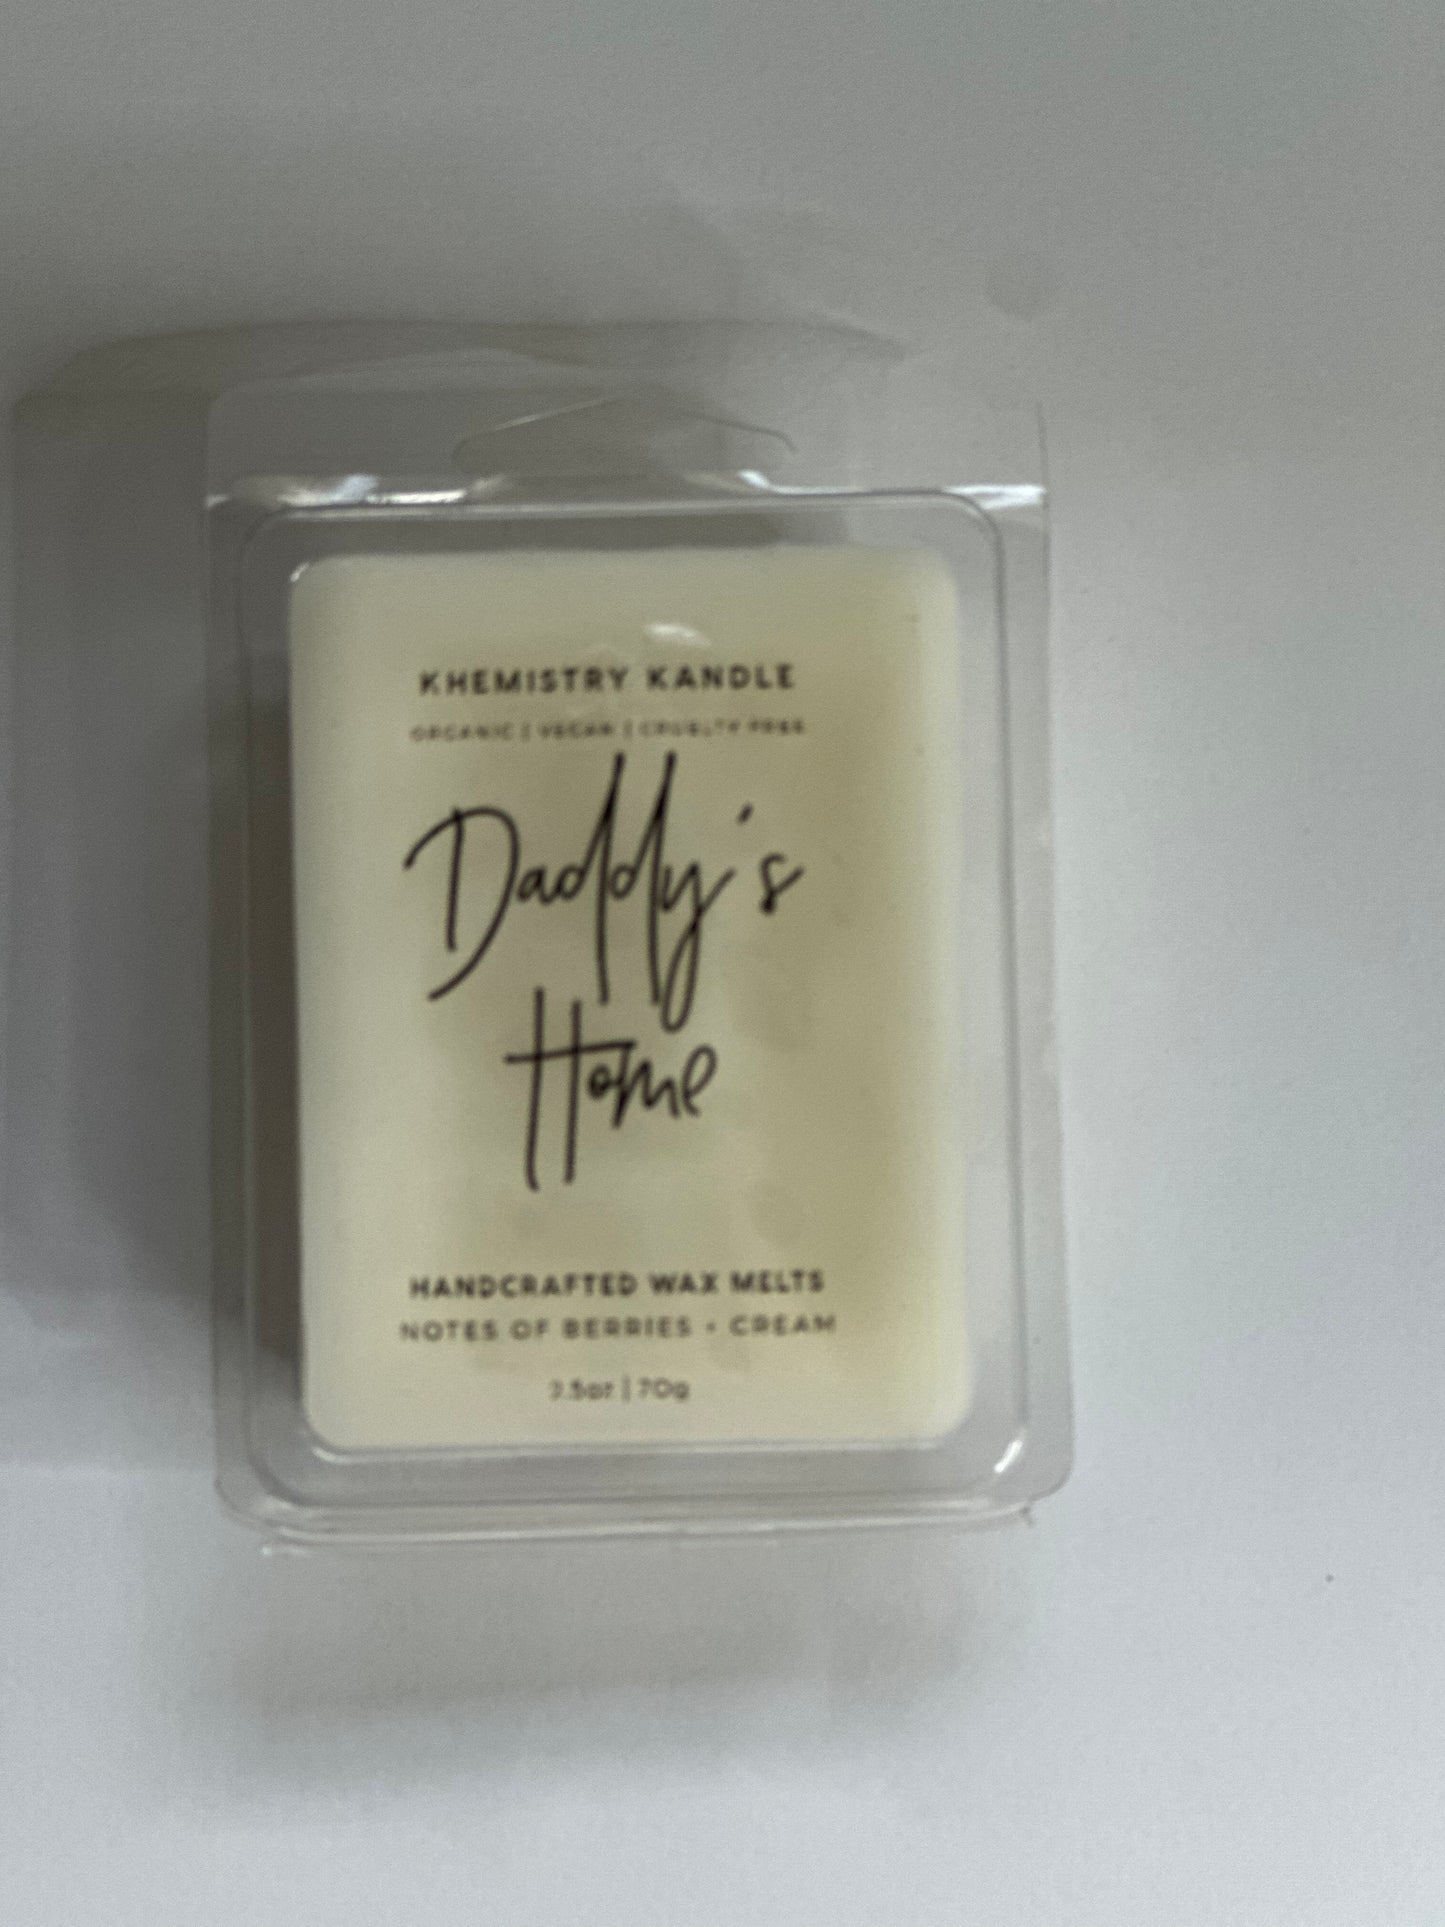 KHEMISTRY KANDLE
ORGANIC | VEGAN | CRUELTY FREE
Daddy's
Home
HANDCRAFTED WAX MELTS
NOTES OF BERRIES + CREAM
2.5oz | 70g